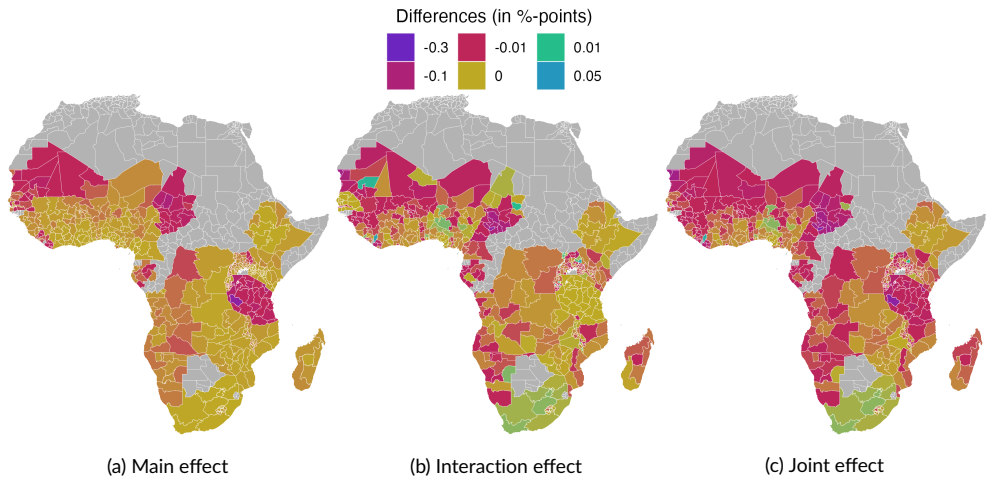 Differences (in %-points)
-0.3 -0.01 0.01
-0.1 0 0.05
(a) Main effect (b) Interaction effect (c) Joint effect